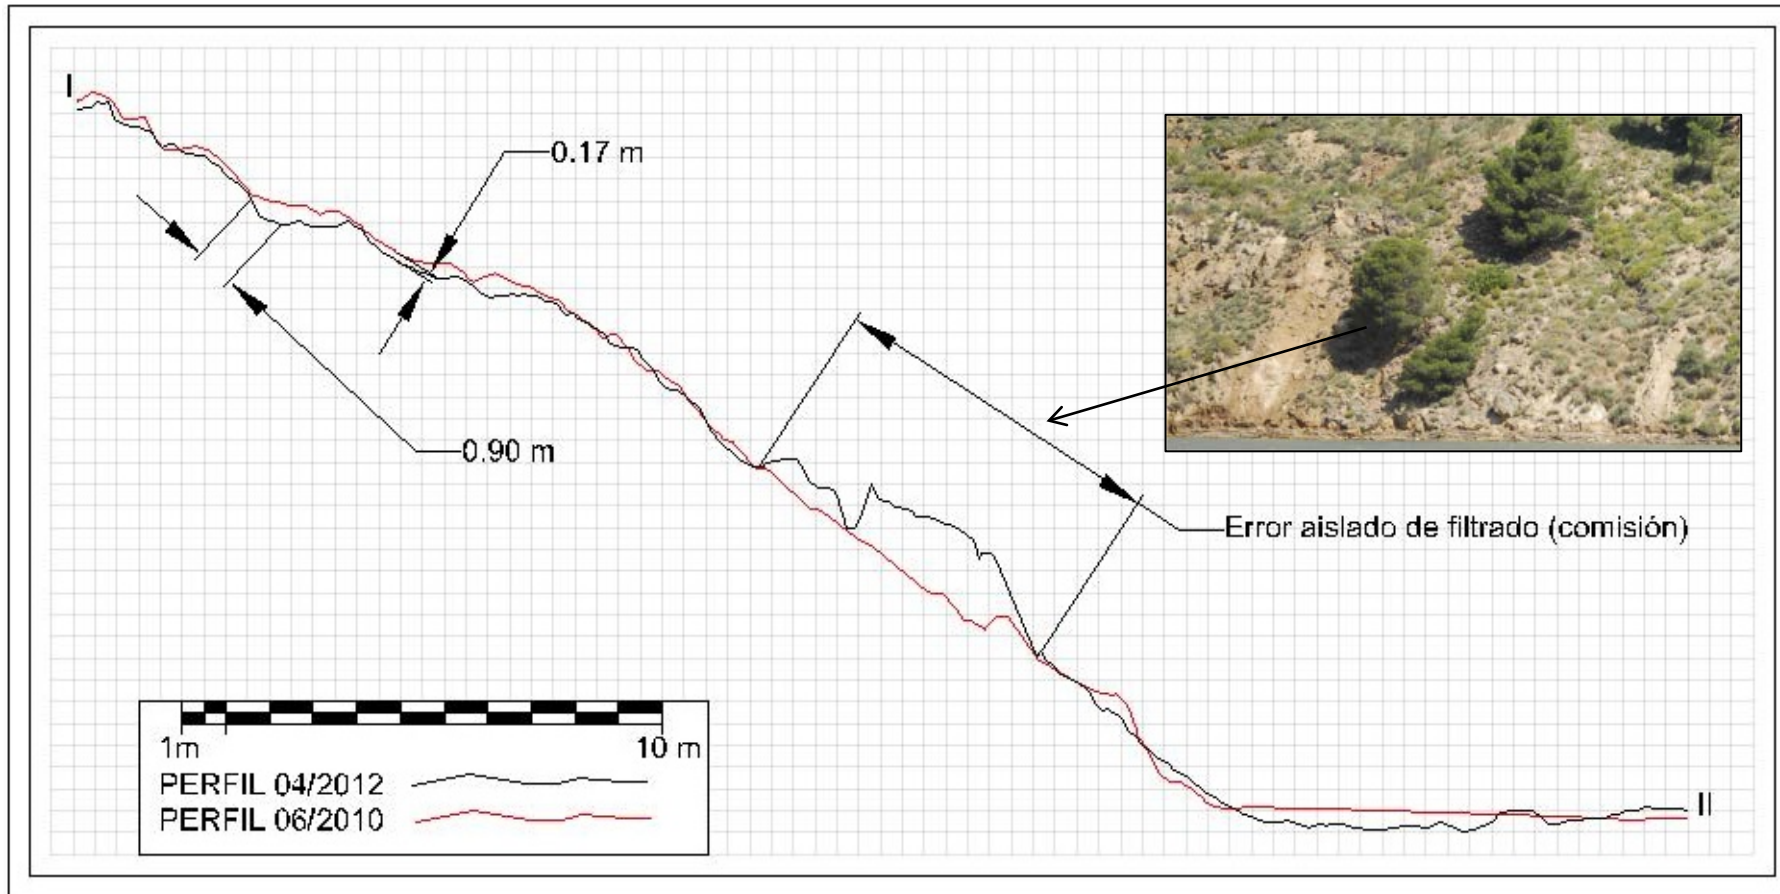 I
0.17 m
0.90 m
Error aislado de filtrado (comisión)
1m
10 m
PERFIL 04/2012
PERFIL 06/2010
II